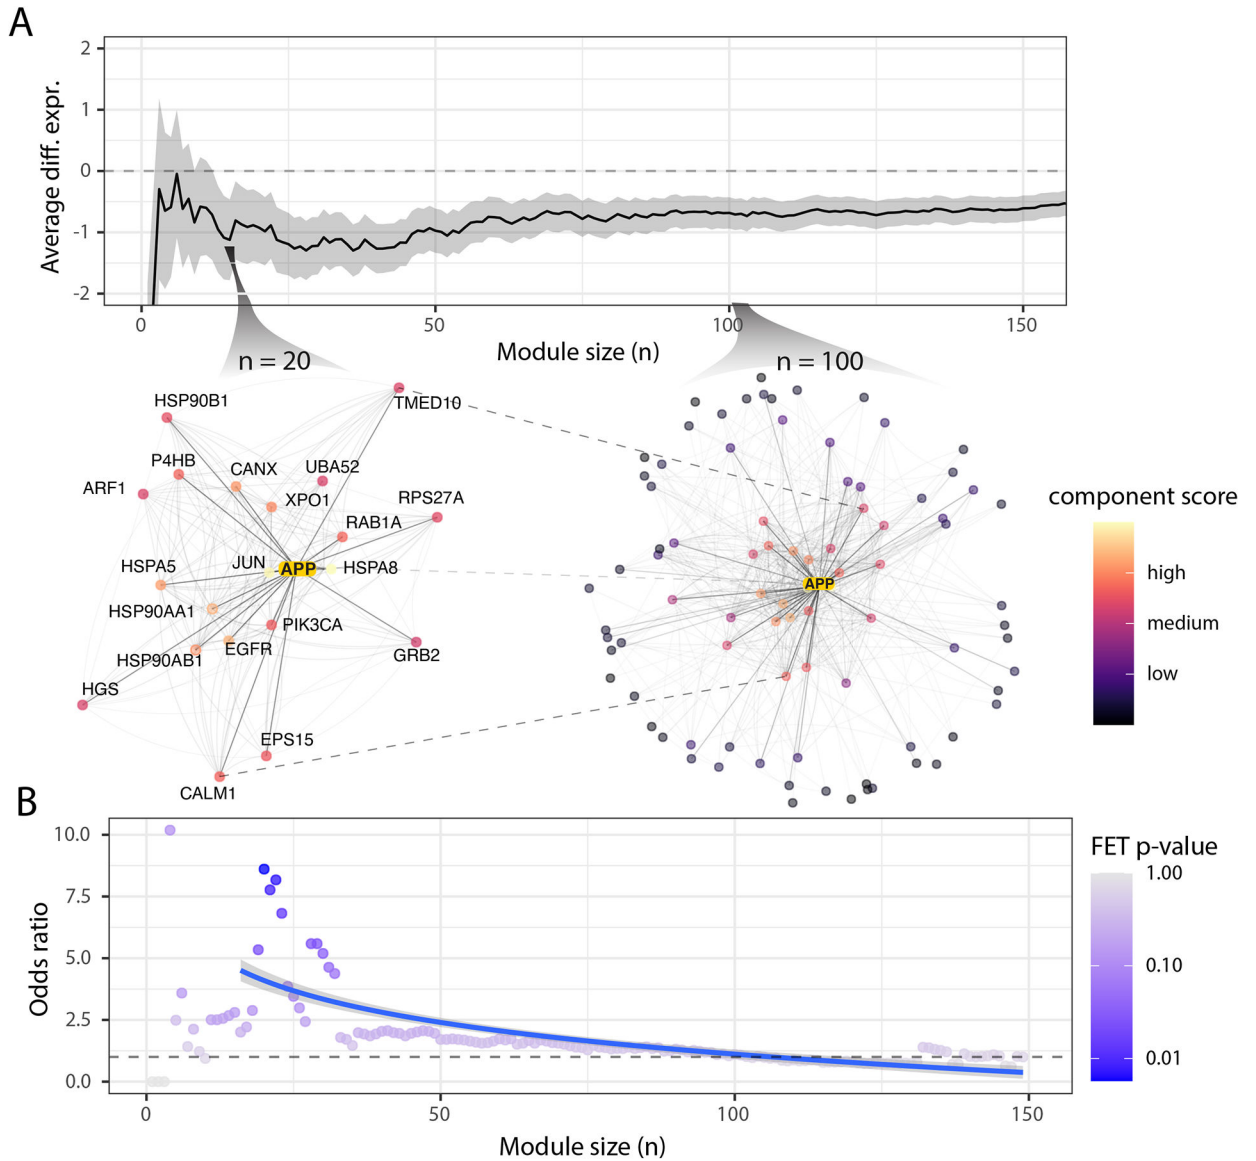 A
2
1
0
-1
-2
Average diff. expr.
0
50
100
150
Module size (n)
n = 20
n = 100
HSP90B1
TMED10
P4HB
CANX
UBA52
ARF1
XPO1
RPS27A
RAB1A
HSPA5
JUN
APP
HSPA8
HSP90AA1
PIK3CA
HSP90AB1
EGFR
GRB2
HGS
EPS15
CALM1
APP
component score
high
medium
low
B
10.0
7.5
5.0
2.5
0.0
Odds ratio
0
50
100
150
Module size (n)
FET p-value
1.00
0.10
0.01